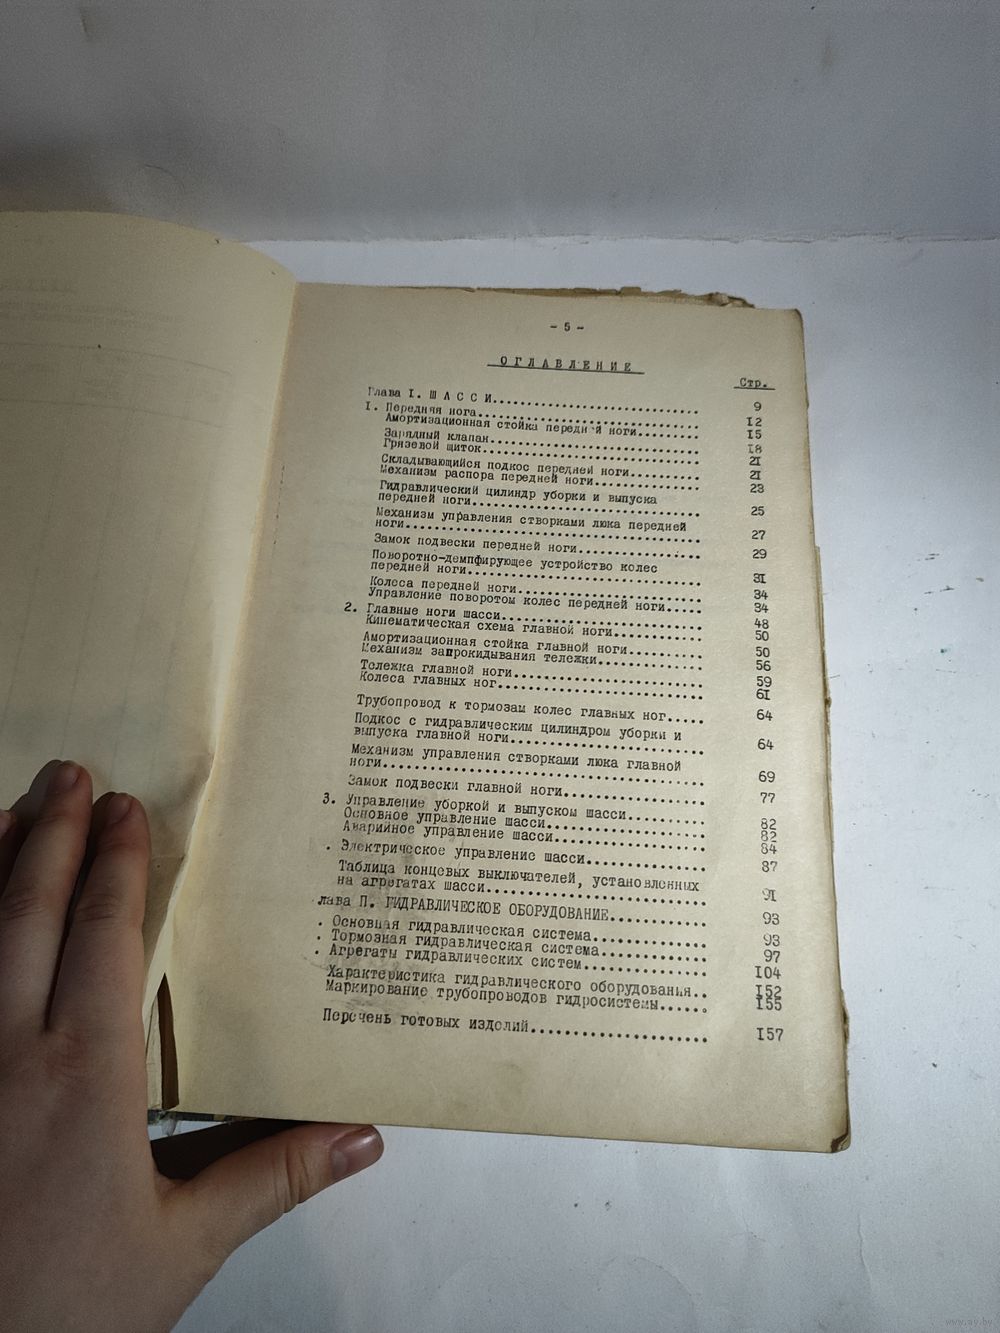 - 5 -
ОГЛАВЛЕНИЕ
Стр.
Глава I. ШАССИ............................ 9
I. Передняя нога............................ I2
Амортизационная стойка передней ноги......... I5
Зарядный клапан............................ I8
Грязевой щиток............................ 2I
Складывающийся подкос передней ноги......... 2I
Механизм распора передней ноги............. 23
Гидравлический цилиндр уборки и выпуска
передней ноги............................ 25
Механизм управления створками люка передней
ноги............................ 27
Замок подвески передней ноги............... 29
Поворотно-демпфирующее устройство колес
передней ноги............................ 3I
Колеса передней ноги....................... 34
Управление поворотом колес передней ноги..... 34
2. Главные ноги шасси....................... 48
Кинематическая схема главной ноги........... 50
Амортизационная стойка главной ноги......... 50
Механизм запрокидывания тележки............. 56
Тележка главной ноги....................... 59
Колеса главных ног....................... 6I
Трубопровод к тормозам колес главных ног..... 64
Подкос с гидравлическим цилиндром уборки и
выпуска главной ноги....................... 64
Механизм управления створками люка главной
ноги............................ 69
Замок подвески главной ноги............... 77
3. Управление уборкой и выпуском шасси.......... 82
Основное управление шасси................... 82
Аварийное управление шасси................... 84
. Электрическое управление шасси............... 87
Таблица концевых выключателей, установленных
на агрегатах шасси....................... 9I
лава П. ГИДРАВЛИЧЕСКОЕ ОБОРУДОВАНИЕ............ 93
. Основная гидравлическая система............. 93
. Тормозная гидравлическая система............. 97
. Агрегаты гидравлических систем............... I04
Характеристика гидравлического оборудования.. I52
Маркирование трубопроводов гидросистемы...... I55
Перечень готовых изделий..................... I57
www.ay.by